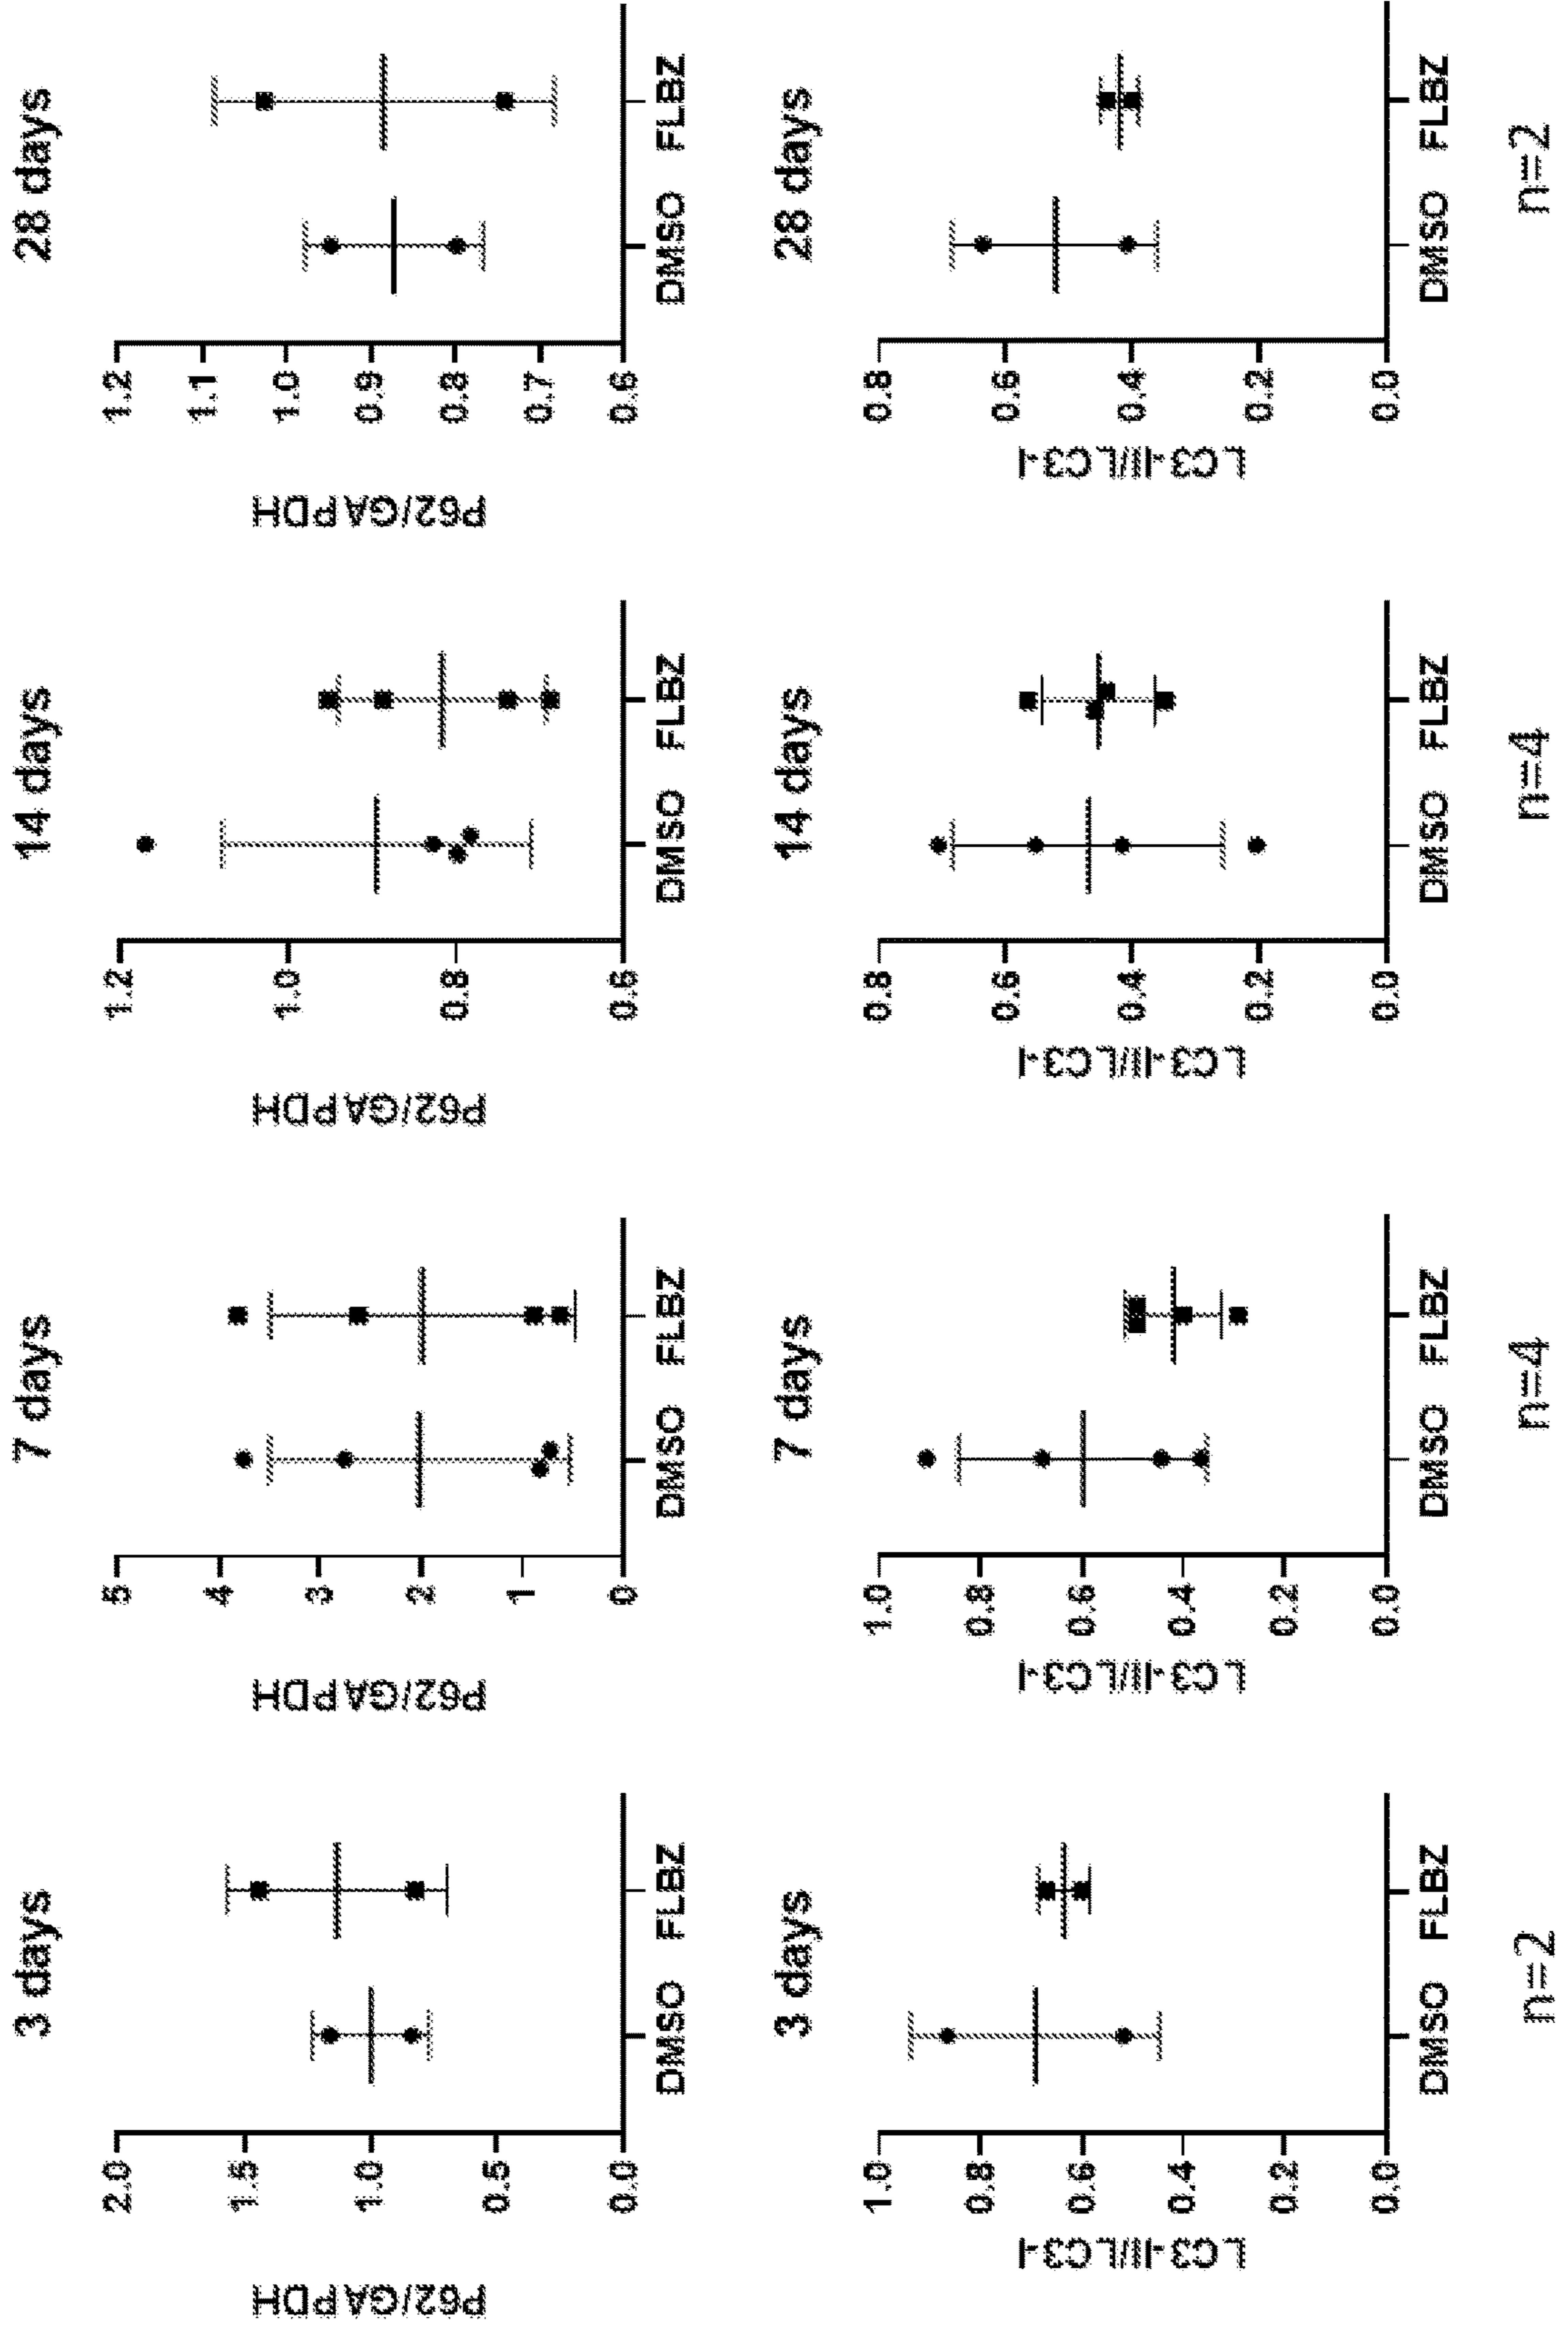 3 days
P62/GAPDH
2.0
1.5
1.0
0.5
0.0
DMSO FLBZ
7 days
P62/GAPDH
5
4
3
2
1
0
DMSO FLBZ
14 days
P62/GAPDH
1.2
1.0
0.8
0.6
DMSO FLBZ
28 days
P62/GAPDH
1.2
1.1
1.0
0.9
0.8
0.7
0.6
DMSO FLBZ
3 days
LC3-II/LC3-I
1.0
0.8
0.6
0.4
0.2
0.0
DMSO FLBZ
n=2
7 days
LC3-II/LC3-I
1.0
0.8
0.6
0.4
0.2
0.0
DMSO FLBZ
n=4
14 days
LC3-II/LC3-I
0.8
0.6
0.4
0.2
0.0
DMSO FLBZ
n=4
28 days
LC3-II/LC3-I
0.8
0.6
0.4
0.2
0.0
DMSO FLBZ
n=2